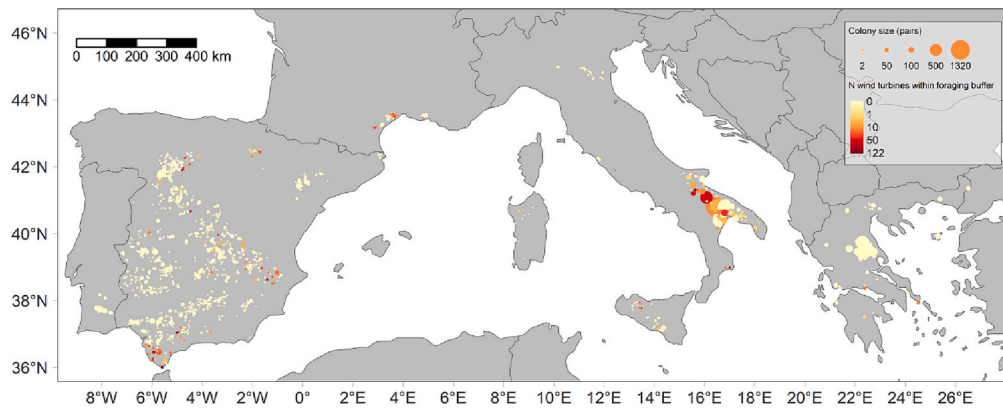 46°N
44°N
42°N
40°N
38°N
36°N
0 100 200 300 400
km
Colony size (pairs)
2 50 100 500 1320
N wind turbines within foraging buffer
0
1
5
10
50
122
8°W 6°W 4°W 2°W 0° 2°E 4°E 6°E 8°E 10°E 12°E 14°E 16°E 18°E 20°E 22°E 24°E 26°E